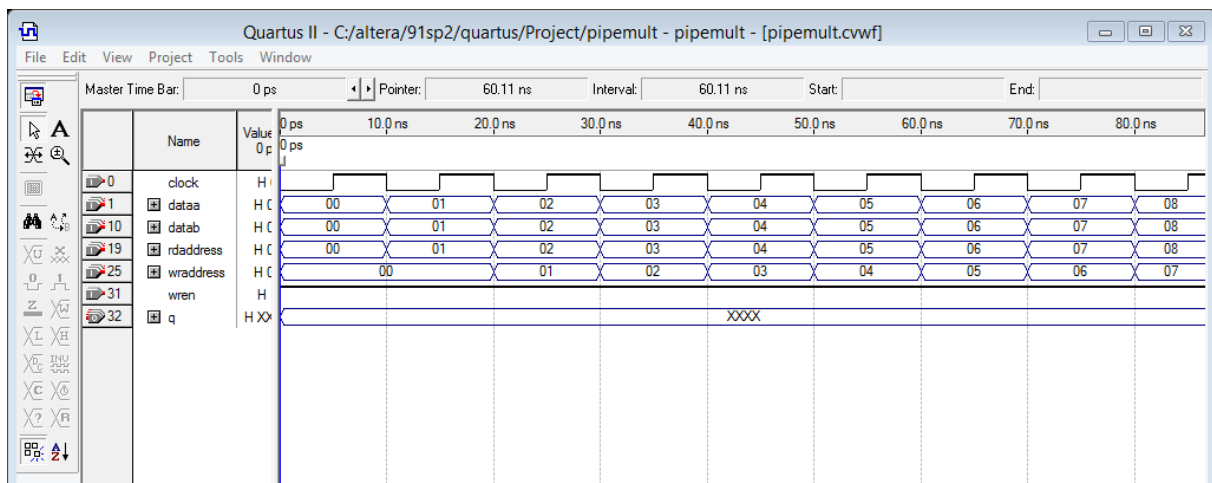 Quartus II - C:/altera/91sp2/quartus/Project/pipemult - pipemult - [pipemult.cvwf]
File Edit View Project Tools Window
Master Time Bar: 0 ps Pointer: 60.11 ns Interval: 60.11 ns Start: End:
Name Value 0 ps 10.0 ns 20.0 ns 30.0 ns 40.0 ns 50.0 ns 60.0 ns 70.0 ns 80.0 ns
0 p 0 ps
0 clock H
1 dataa H 00 01 02 03 04 05 06 07 08
10 datab H 00 01 02 03 04 05 06 07 08
19 rdaddress H 00 01 02 03 04 05 06 07 08
25 wraddress H 00 01 02 03 04 05 06 07
31 wren H
32 q H XX XXXX